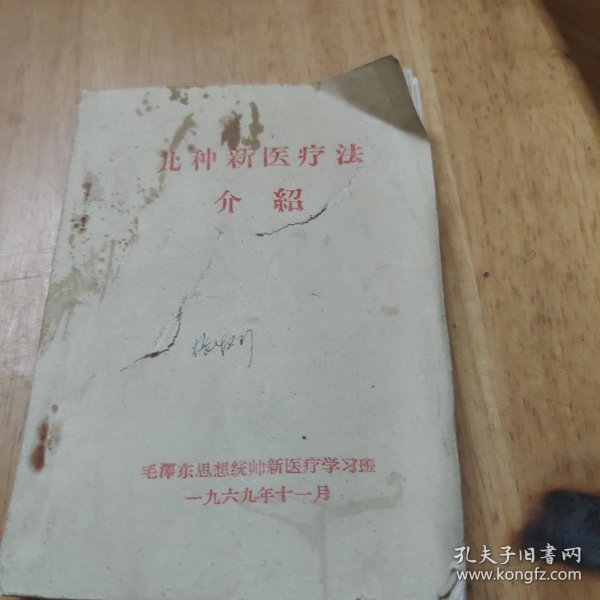 九种新医疗法
介紹
毛澤东思想统帅新医疗学习班
一九六九年十一月
孔夫子旧书网
www.kongfz.com